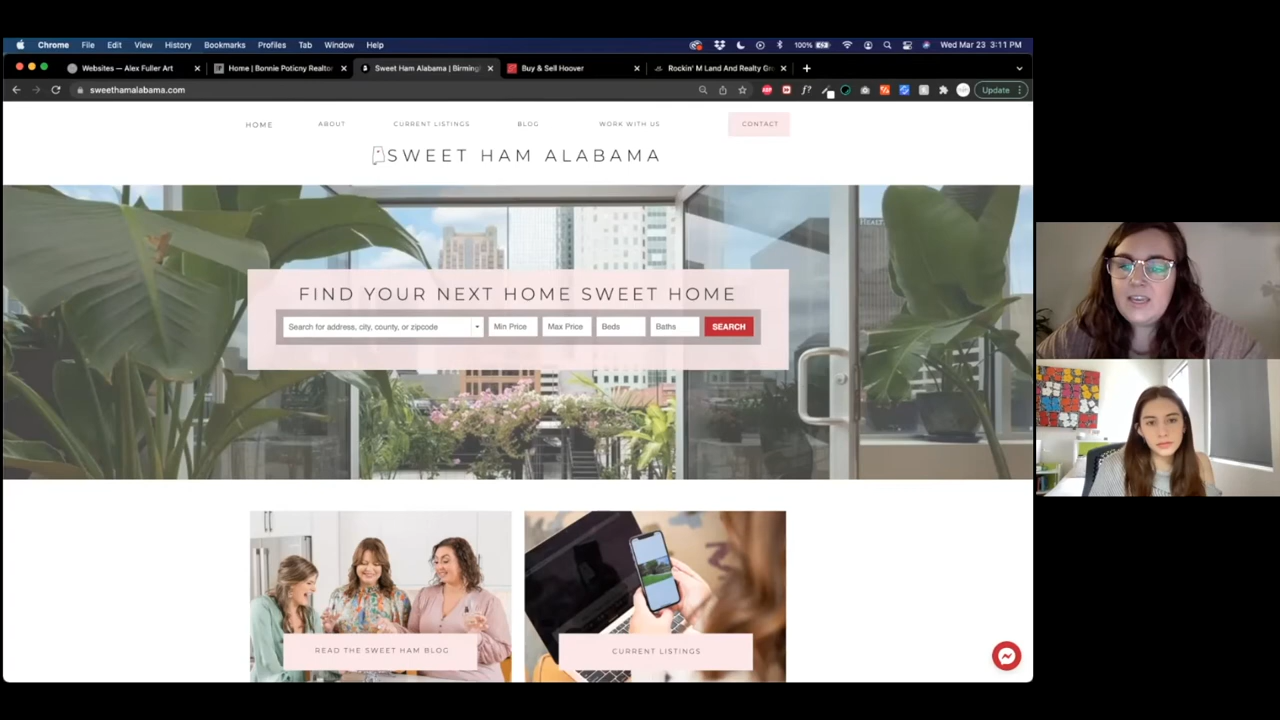 Chrome File Edit View History Bookmarks Profiles Tab Window Help 100% Wed Mar 23 3:11 PM
Websites — Alex Fuller Art Home | Bonnie Poticny Realtor Sweet Ham Alabama | Birming Buy & Sell Hoover Rockin' M Land And Realty Gr
sweethamalabama.com Update
HOME ABOUT CURRENT LISTINGS BLOG WORK WITH US CONTACT
SWEET HAM ALABAMA
FIND YOUR NEXT HOME SWEET HOME
Search for address, city, county, or zipcode Min Price Max Price Beds Baths SEARCH
READ THE SWEET HAM BLOG CURRENT LISTINGS